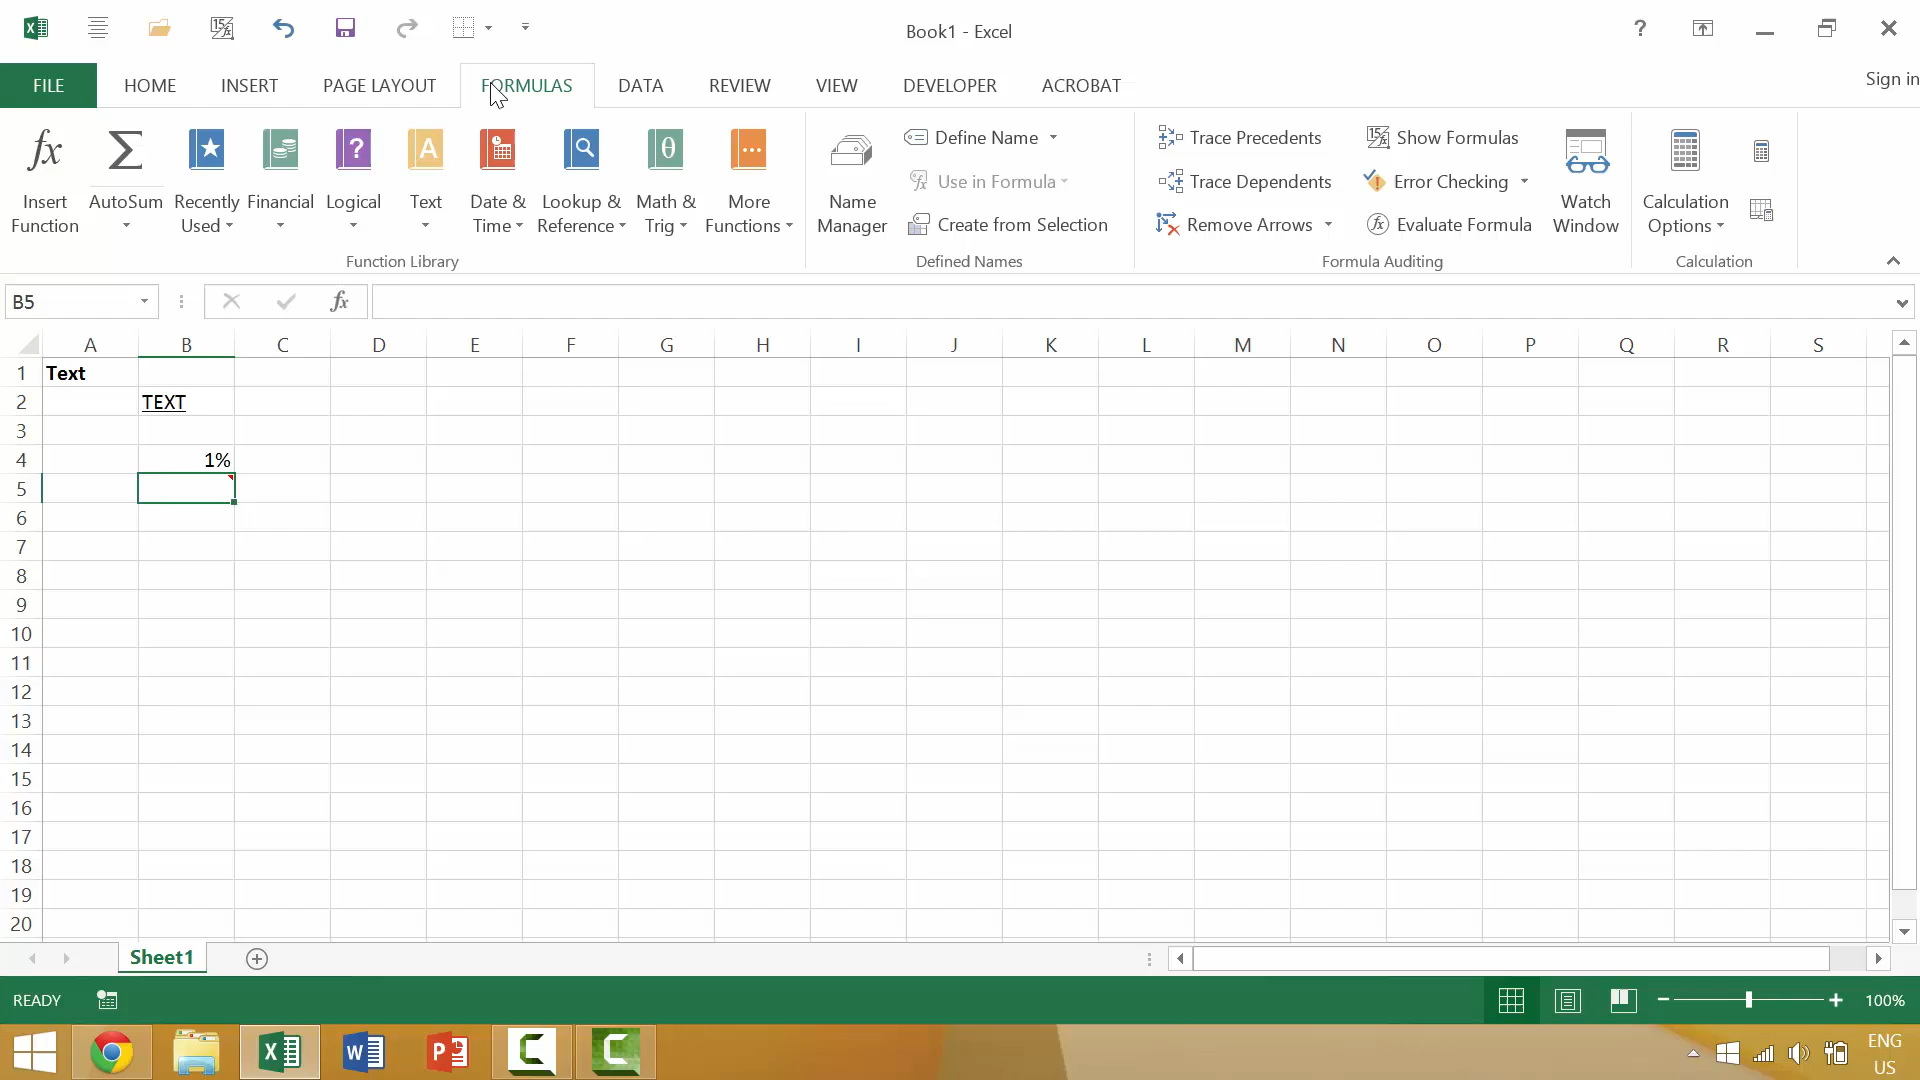 Book1 - Excel
FILE HOME INSERT PAGE LAYOUT FORMULAS DATA REVIEW VIEW DEVELOPER ACROBAT Sign in
Insert Function
AutoSum
Recently Used
Financial
Logical
Text
Date & Time
Lookup & Reference
Math & Trig
More Functions
Function Library
Name Manager
Define Name
Use in Formula
Create from Selection
Defined Names
Trace Precedents
Trace Dependents
Remove Arrows
Show Formulas
Error Checking
Evaluate Formula
Watch Window
Formula Auditing
Calculation Options
Calculation
B5 fx
A B C D E F G H I J K L M N O P Q R S
1 Text
2 TEXT
3
4 1%
5
6
7
8
9
10
11
12
13
14
15
16
17
18
19
20
Sheet1
READY 100%
ENG
US